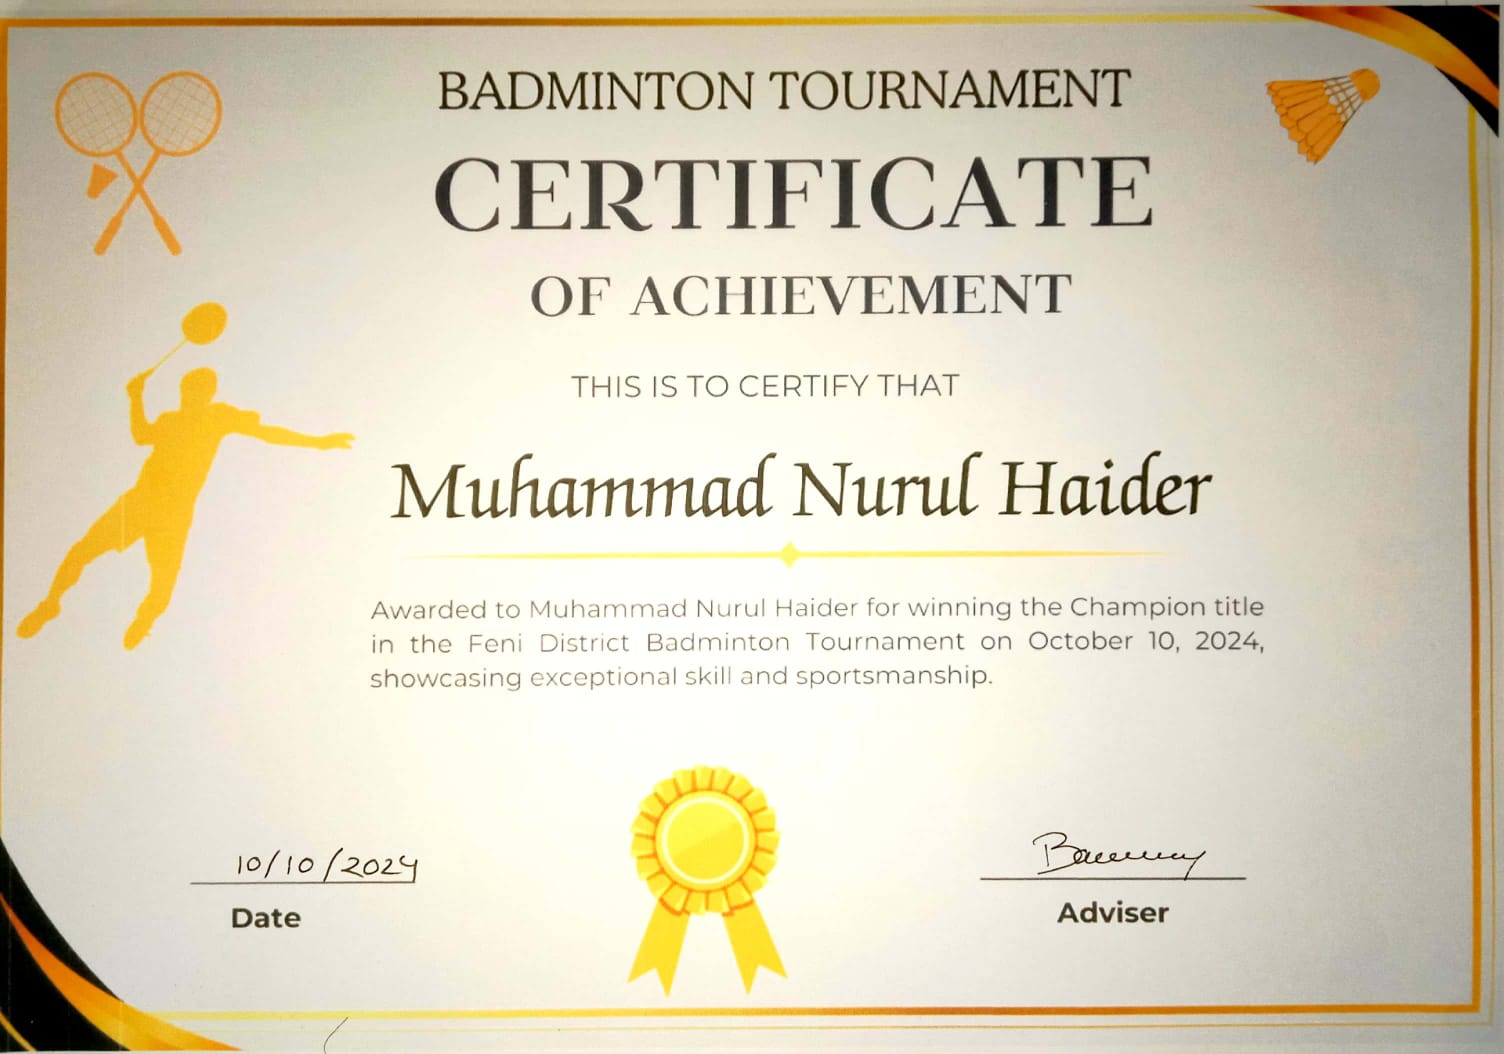 BADMINTON TOURNAMENT
CERTIFICATE
OF ACHIEVEMENT
THIS IS TO CERTIFY THAT
Muhammad Nurul Haider
Awarded to Muhammad Nurul Haider for winning the Champion title
in the Feni District Badminton Tournament on October 10, 2024,
showcasing exceptional skill and sportsmanship.
10/10/2024
Date
Adviser